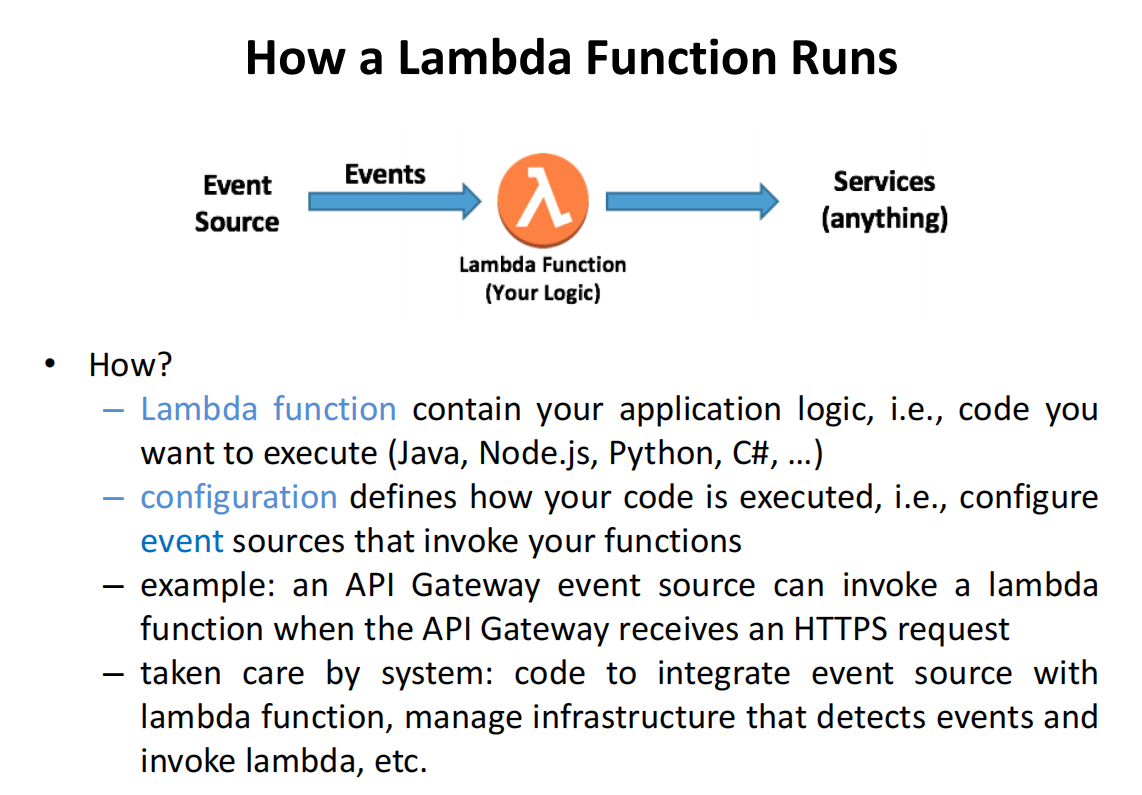 How a Lambda Function Runs
Event
Source
Events
λ
Lambda Function
(Your Logic)
Services
(anything)
• How?
– Lambda function contain your application logic, i.e., code you
want to execute (Java, Node.js, Python, C#, …)
– configuration defines how your code is executed, i.e., configure
event sources that invoke your functions
– example: an API Gateway event source can invoke a lambda
function when the API Gateway receives an HTTPS request
– taken care by system: code to integrate event source with
lambda function, manage infrastructure that detects events and
invoke lambda, etc.